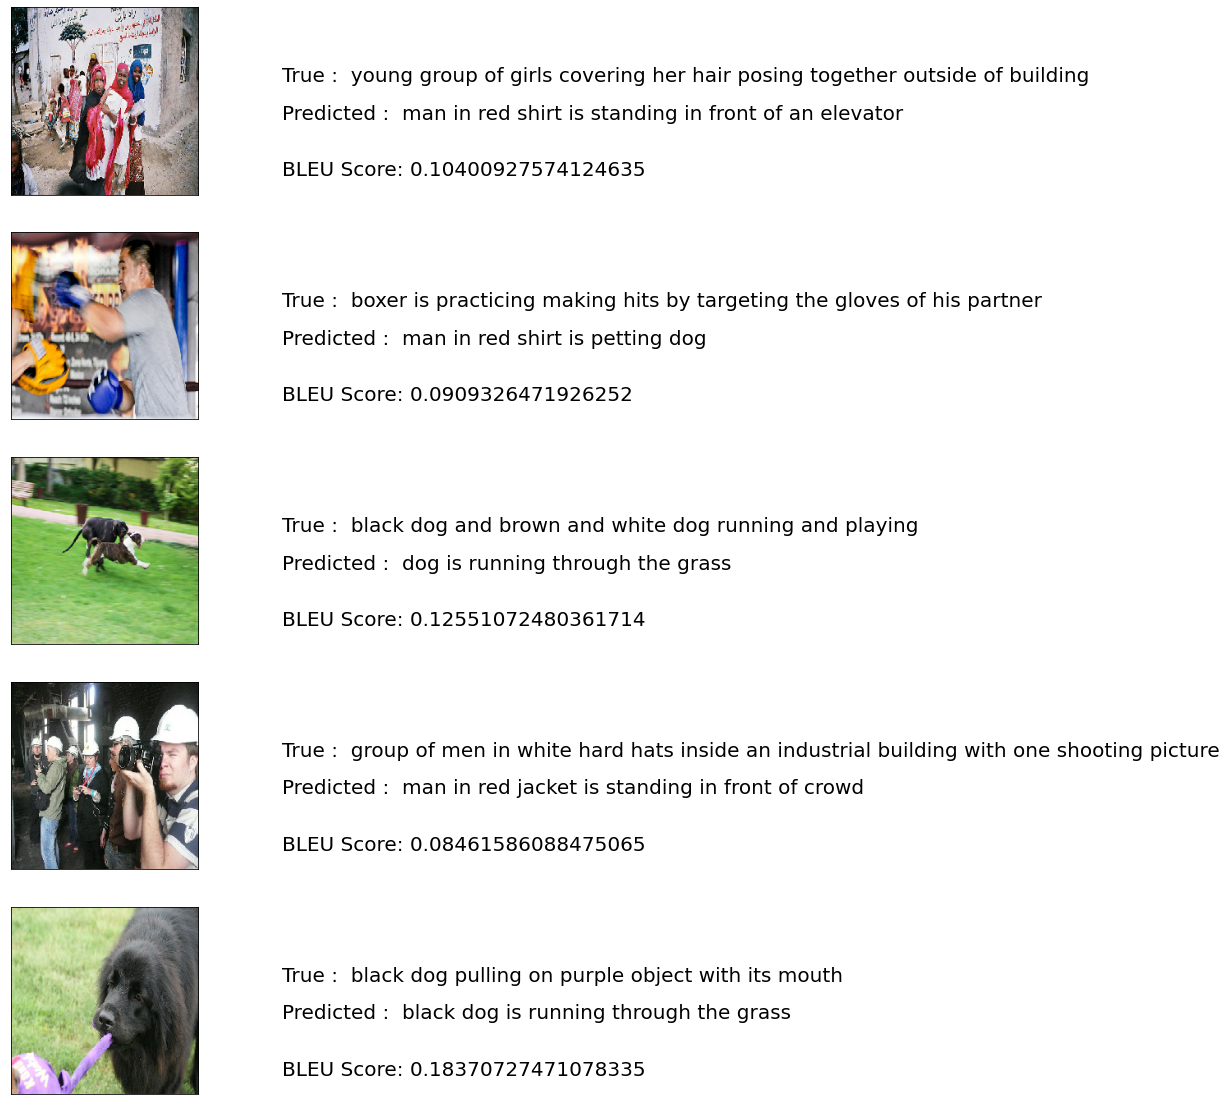 True :  young group of girls covering her hair posing together outside of building
Predicted :  man in red shirt is standing in front of an elevator
BLEU Score: 0.10400927574124635
True :  boxer is practicing making hits by targeting the gloves of his partner
Predicted :  man in red shirt is petting dog
BLEU Score: 0.0909326471926252
True :  black dog and brown and white dog running and playing
Predicted :  dog is running through the grass
BLEU Score: 0.12551072480361714
True :  group of men in white hard hats inside an industrial building with one shooting picture
Predicted :  man in red jacket is standing in front of crowd
BLEU Score: 0.08461586088475065
True :  black dog pulling on purple object with its mouth
Predicted :  black dog is running through the grass
BLEU Score: 0.18370727471078335